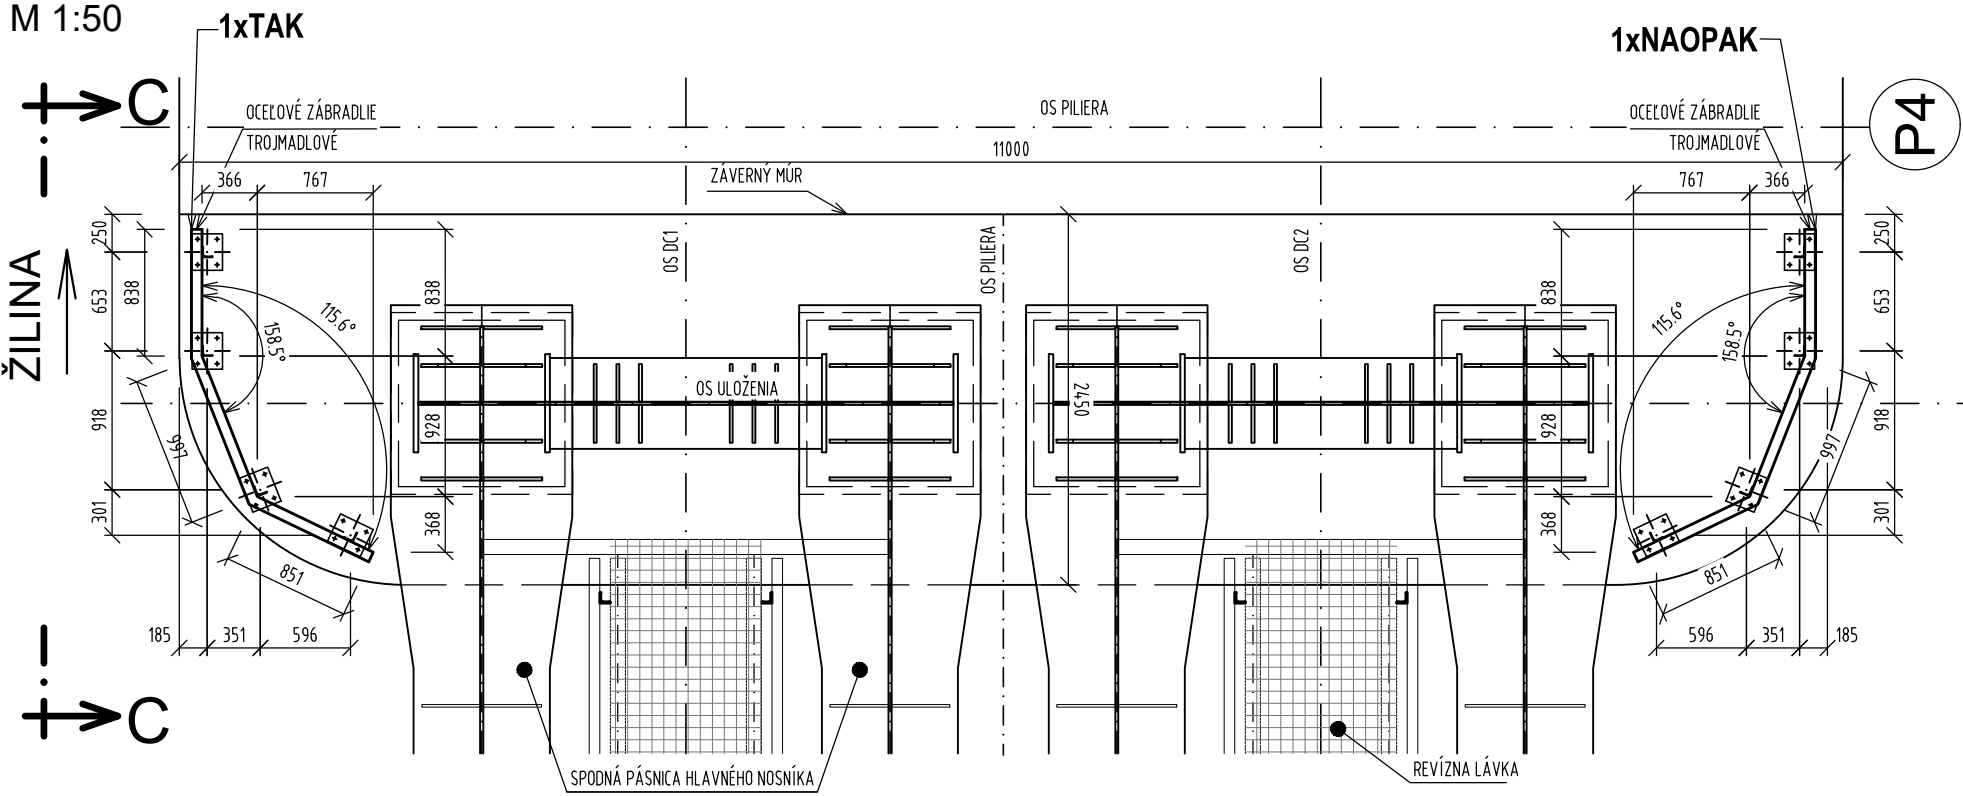 M 1:50
1xTAK
1xNAOPAK
C
OCEĽOVÉ ZÁBRADLIE
TROJMADLOVÉ
OS PILIERA
OCEĽOVÉ ZÁBRADLIE
TROJMADLOVÉ
P4
11000
ZÁVERNÝ MÚR
366
767
767
366
250
653
838
918
301
997
851
115.6°
158.5°
838
928
368
185
351
596
ŽILINA
OS DC1
OS PILIERA
OS DC2
OS ULOŽENIA
2450
838
928
368
115.6°
158.5°
250
653
918
301
997
851
596
351
185
C
SPODNÁ PÁSNICA HLAVNÉHO NOSNÍKA
REVÍZNA LÁVKA